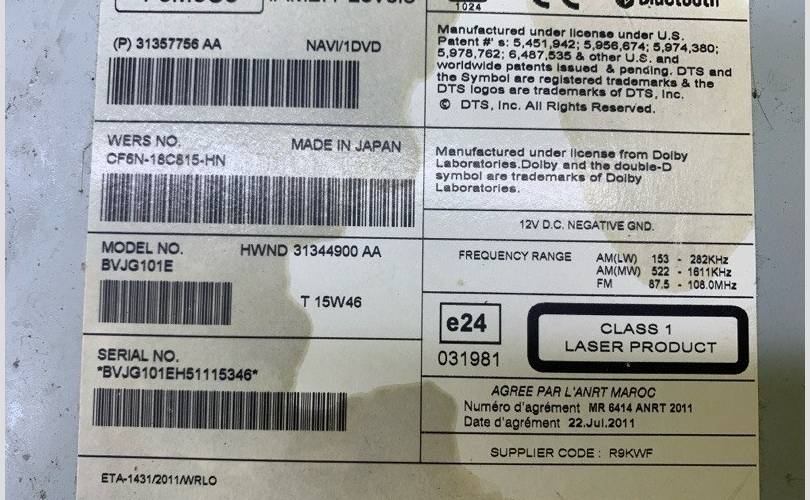 (P) 31357756 AA NAVI/1DVD
WERS NO. MADE IN JAPAN
CF6N-18C815-HN
MODEL NO. HWND 31344900 AA
BVJG101E
T 15W46
SERIAL NO.
*BVJG101EH51115346*
ETA-1431/2011/WRLO
1024
Bluetooth
Manufactured under license under U.S.
Patent #' s: 5,451,942; 5,956,674; 5,974,380;
5,978,762; 6,487,535 & other U.S. and
worldwide patents issued & pending. DTS and
the Symbol are registered trademarks & the
DTS logos are trademarks of DTS, Inc.
© DTS, Inc. All Rights Reserved.
Manufactured under license from Dolby
Laboratories.Dolby and the double-D
symbol are trademarks of Dolby
Laboratories.
12V D.C. NEGATIVE GND.
FREQUENCY RANGE AM(LW) 153 - 282KHz
AM(MW) 522 - 1611KHz
FM 87.5 - 108.0MHz
e24
031981
CLASS 1
LASER PRODUCT
AGREE PAR L'ANRT MAROC
Numéro d'agrément MR 6414 ANRT 2011
Date d'agrément 22.Jul.2011
SUPPLIER CODE : R9KWF